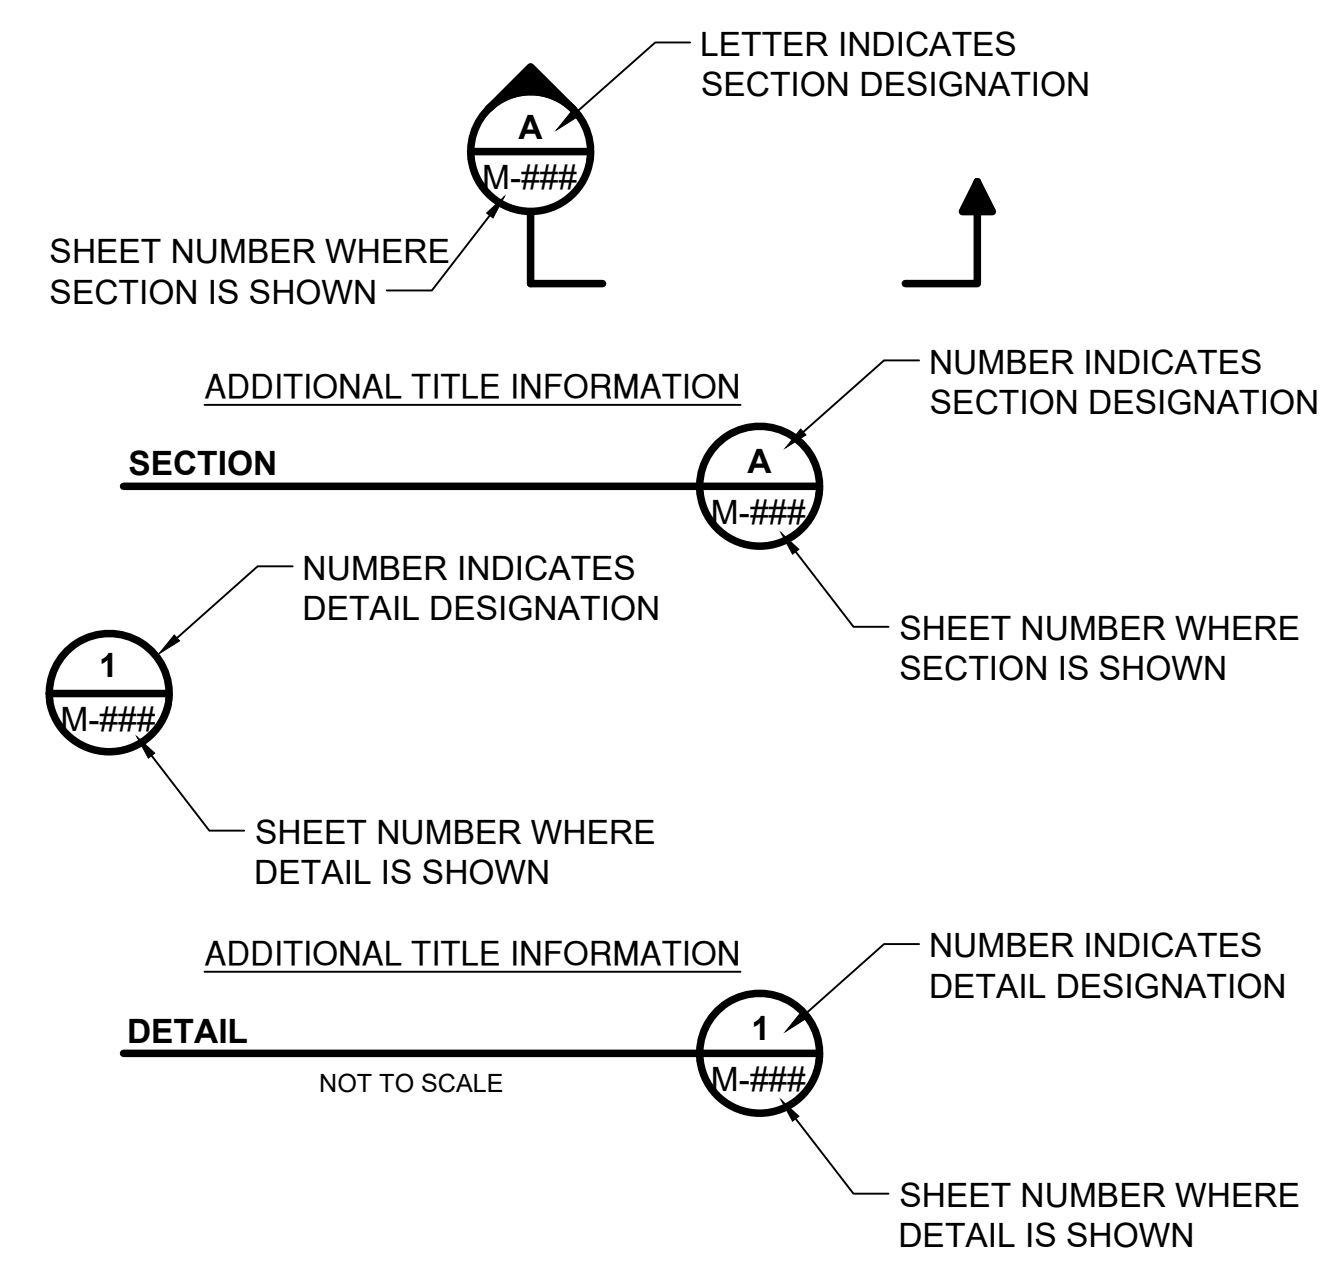 LETTER INDICATES
SECTION DESIGNATION
A
M-###
SHEET NUMBER WHERE
SECTION IS SHOWN
ADDITIONAL TITLE INFORMATION
NUMBER INDICATES
SECTION DESIGNATION
SECTION
A
M-###
SHEET NUMBER WHERE
SECTION IS SHOWN
NUMBER INDICATES
DETAIL DESIGNATION
1
M-###
SHEET NUMBER WHERE
DETAIL IS SHOWN
ADDITIONAL TITLE INFORMATION
NUMBER INDICATES
DETAIL DESIGNATION
DETAIL
1
M-###
NOT TO SCALE
SHEET NUMBER WHERE
DETAIL IS SHOWN